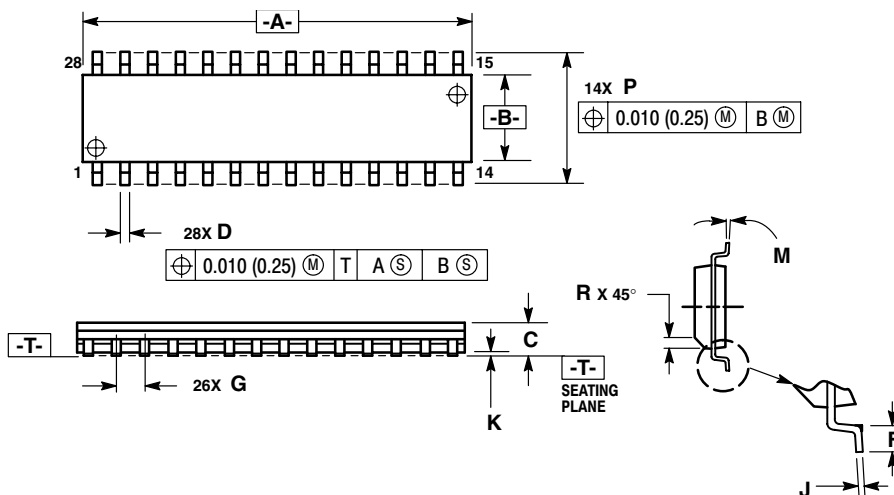 -A-
28
15
14X P
-B-
⌖ 0.010 (0.25) Ⓜ B Ⓜ
1
14
28X D
⌖ 0.010 (0.25) Ⓜ T A Ⓢ B Ⓢ
M
R X 45°
-T-
C
26X G
-T-
SEATING
PLANE
K
F
J